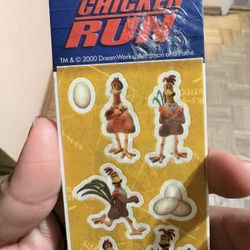 CHICKEN
RUN
TM & © 2000 DreamWorks, Aardman and Pathé.